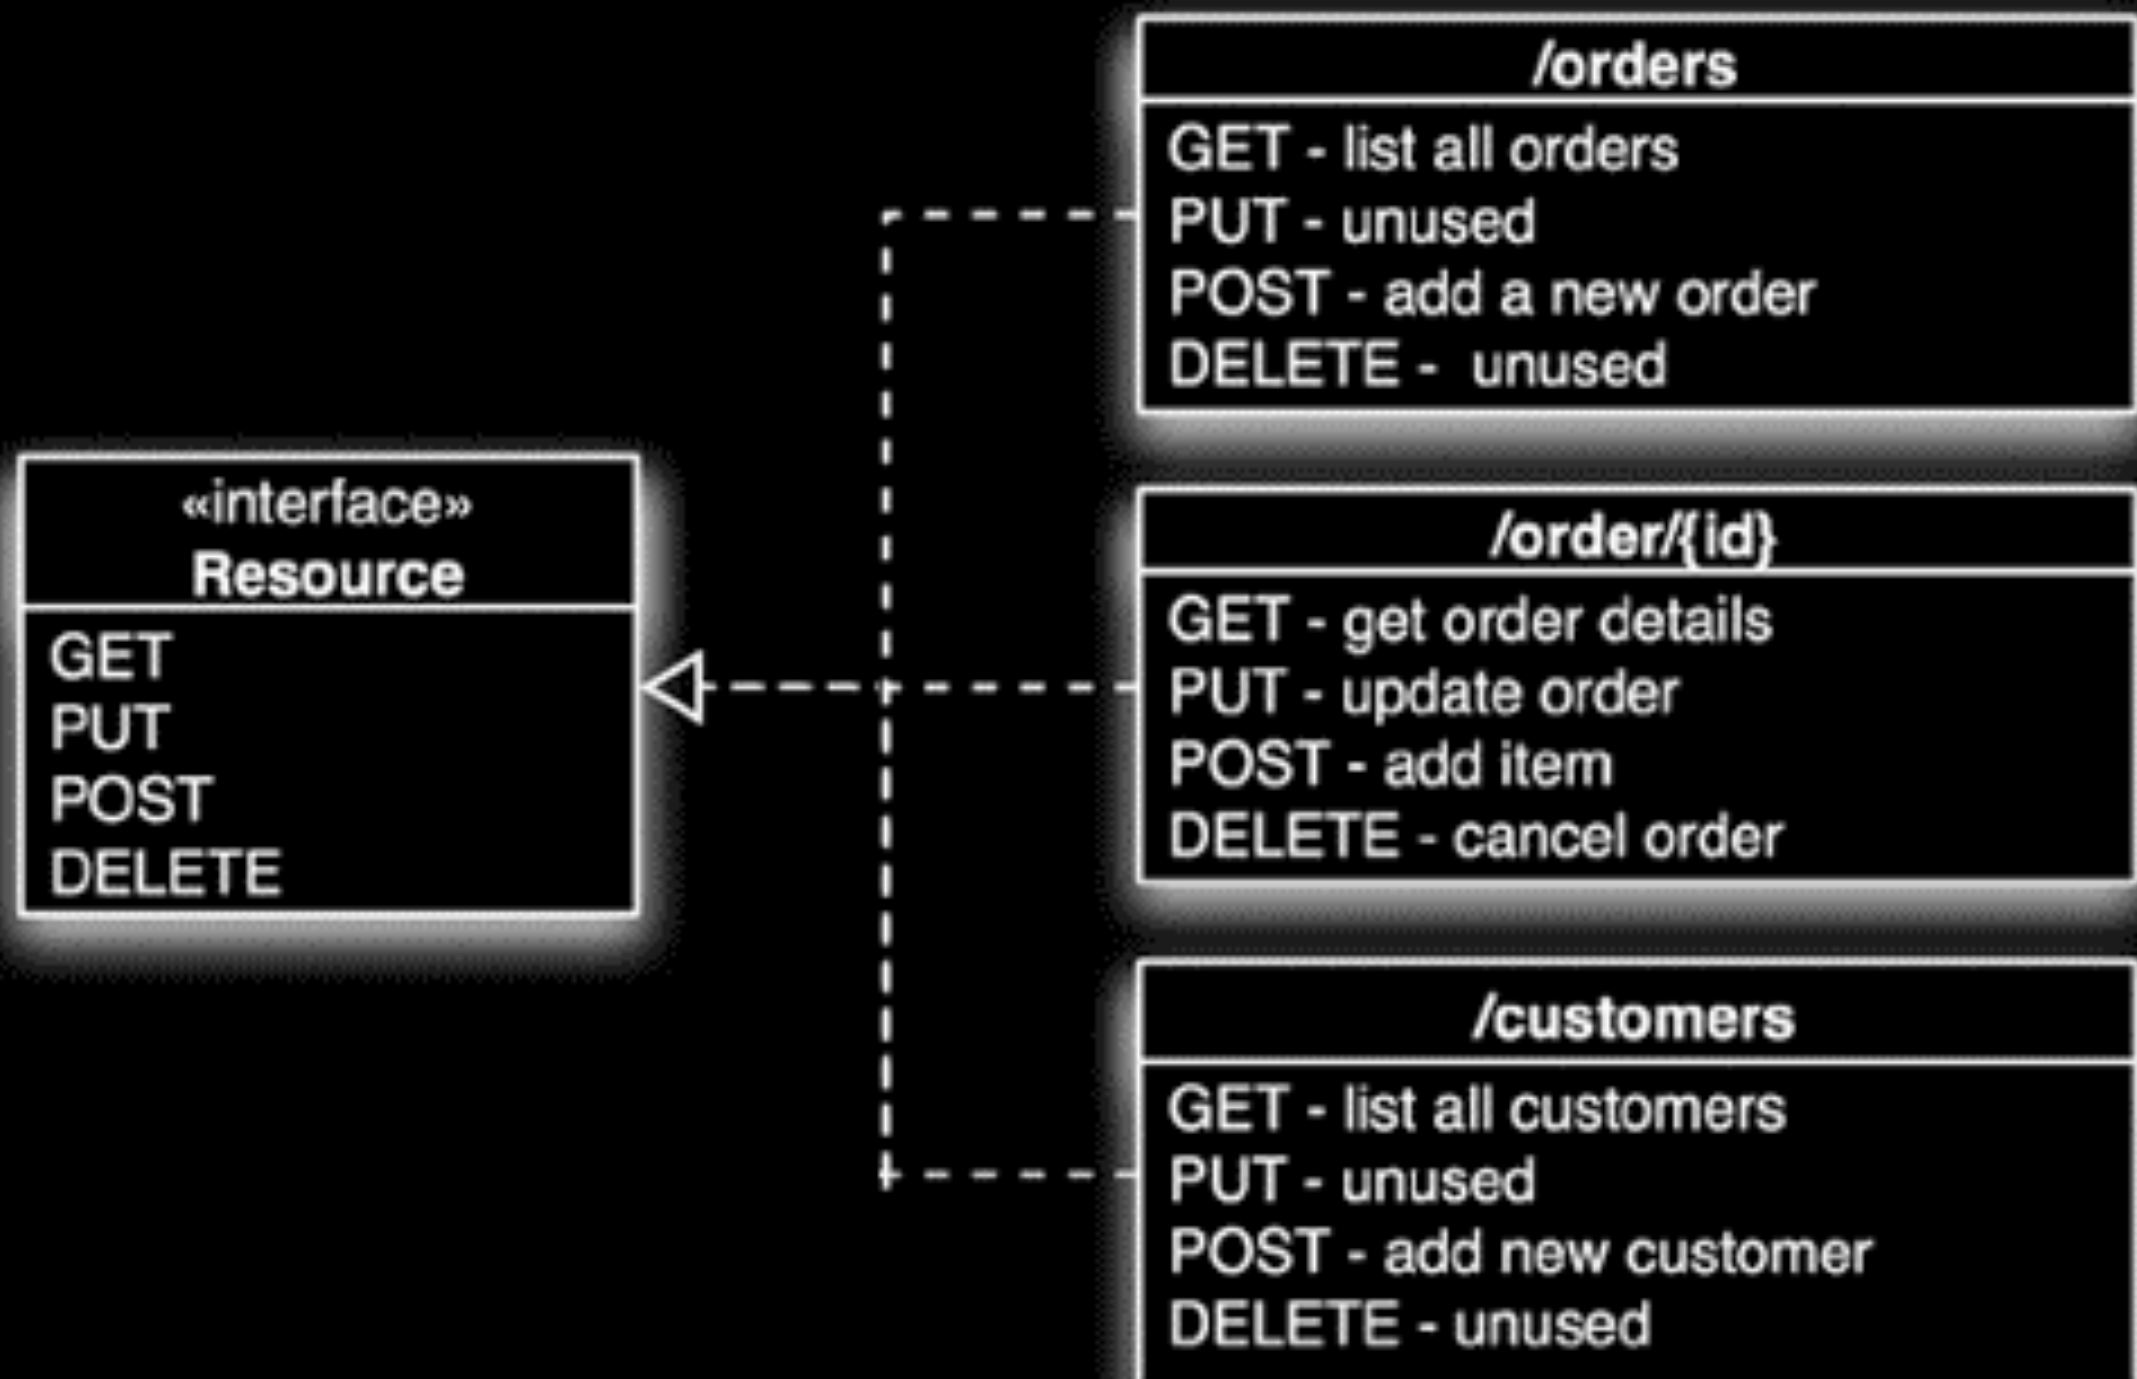 /orders
GET - list all orders
PUT - unused
POST - add a new order
DELETE -  unused
«interface»
Resource
GET
PUT
POST
DELETE
/order/{id}
GET - get order details
PUT - update order
POST - add item
DELETE - cancel order
/customers
GET - list all customers
PUT - unused
POST - add new customer
DELETE - unused